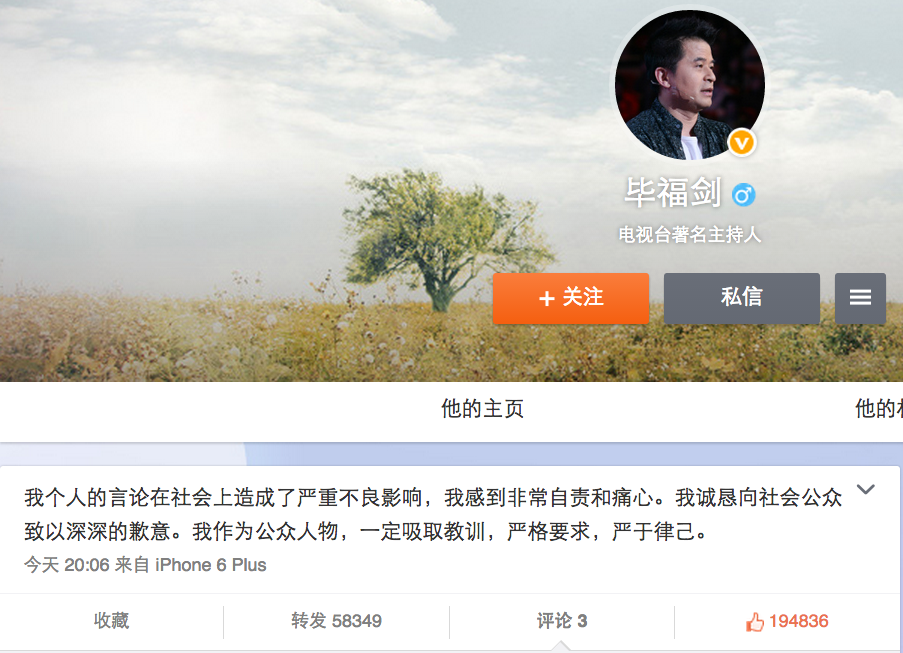 毕福剑
电视台著名主持人
+ 关注
私信
他的主页
他的
我个人的言论在社会上造成了严重不良影响，我感到非常自责和痛心。我诚恳向社会公众
致以深深的歉意。我作为公众人物，一定吸取教训，严格要求，严于律己。
今天 20:06 来自 iPhone 6 Plus
收藏
转发 58349
评论 3
194836